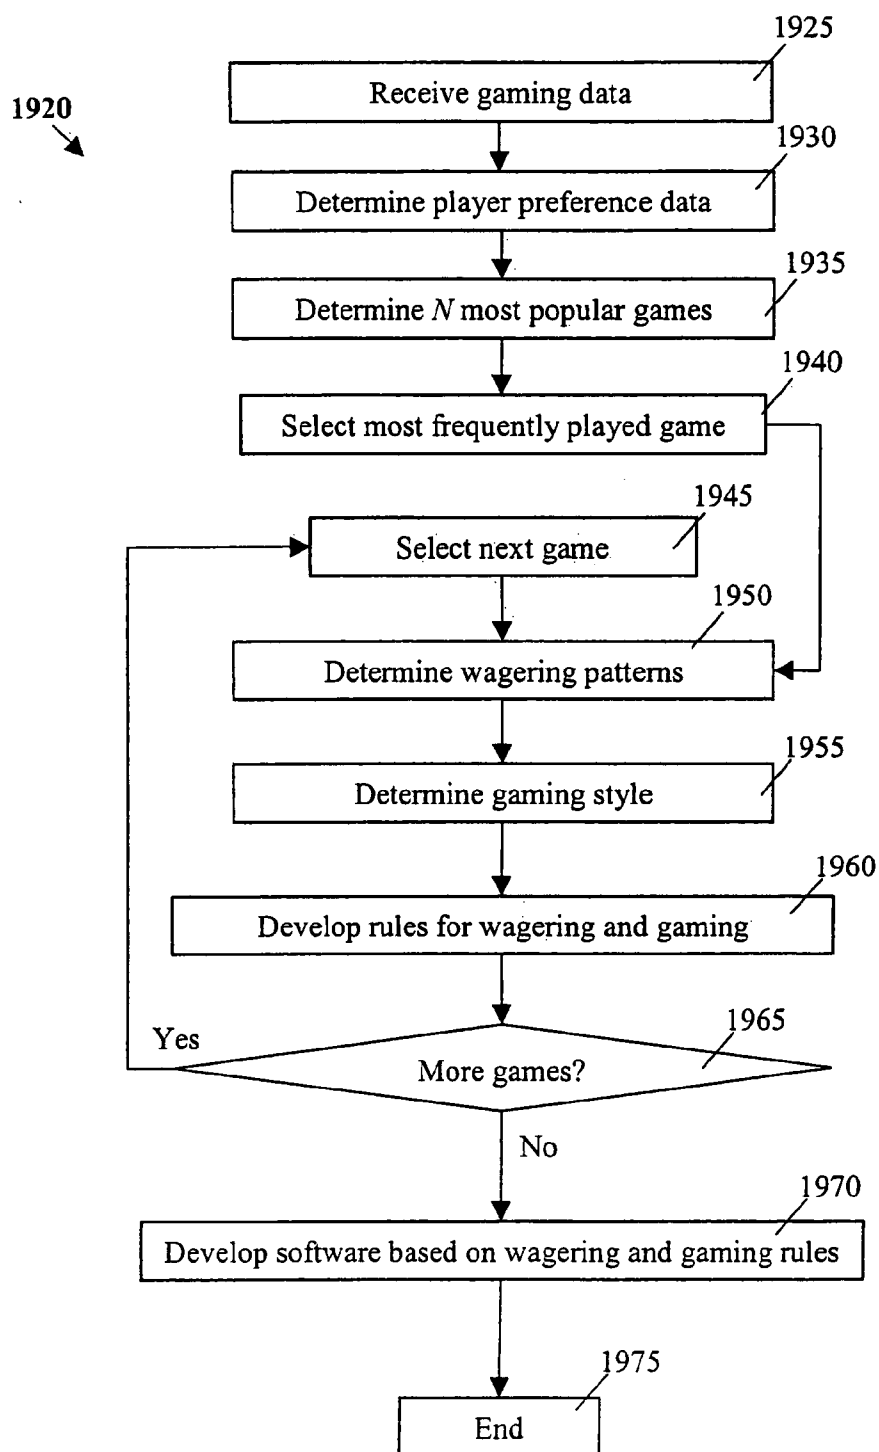 1925
Receive gaming data
1920
1930
Determine player preference data
1935
Determine N most popular games
1940
Select most frequently played game
1945
Select next game
1950
Determine wagering patterns
1955
Determine gaming style
1960
Develop rules for wagering and gaming
Yes
1965
More games?
No
1970
Develop software based on wagering and gaming rules
1975
End